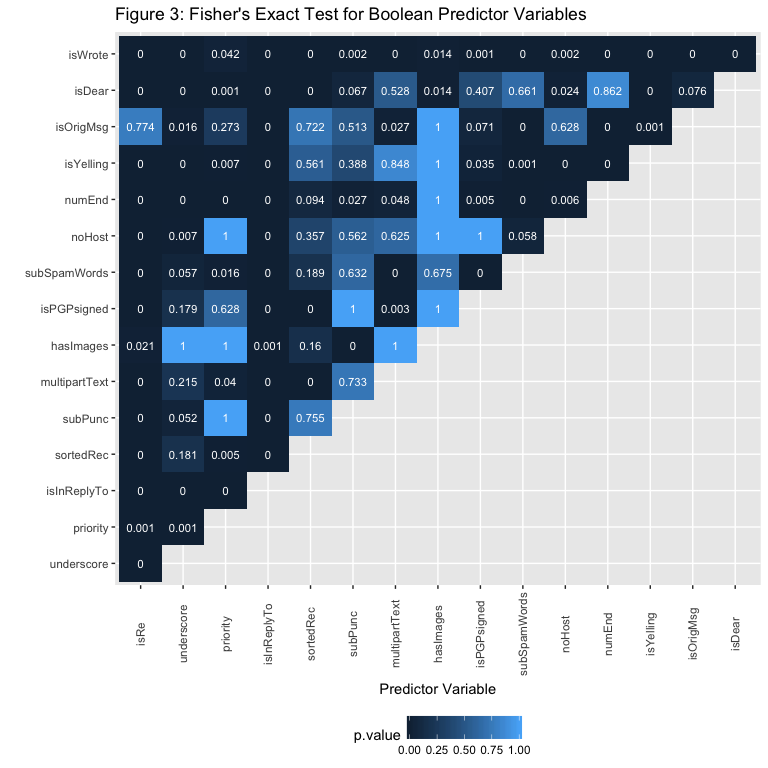 Figure 3: Fisher's Exact Test for Boolean Predictor Variables
isWrote 0 0 0.042 0 0 0.002 0 0.014 0.001 0 0.002 0 0 0 0
isDear 0 0 0.001 0 0 0.067 0.528 0.014 0.407 0.661 0.024 0.862 0 0.076
isOrigMsg 0.774 0.016 0.273 0 0.722 0.513 0.027 1 0.071 0 0.628 0 0.001
isYelling 0 0 0.007 0 0.561 0.388 0.848 1 0.035 0.001 0 0
numEnd 0 0 0 0 0.094 0.027 0.048 1 0.005 0 0.006
noHost 0 0.007 1 0 0.357 0.562 0.625 1 1 0.058
subSpamWords 0 0.057 0.016 0 0.189 0.632 0 0.675 0
isPGPsigned 0 0.179 0.628 0 0 1 0.003 1
hasImages 0.021 1 1 0.001 0.16 0 1
multipartText 0 0.215 0.04 0 0 0.733
subPunc 0 0.052 1 0 0.755
sortedRec 0 0.181 0.005 0
isInReplyTo 0 0 0
priority 0.001 0.001
underscore 0
isRe underscore priority isInReplyTo sortedRec subPunc multipartText hasImages isPGPsigned subSpamWords noHost numEnd isYelling isOrigMsg isDear
Predictor Variable
p.value
0.00 0.25 0.50 0.75 1.00